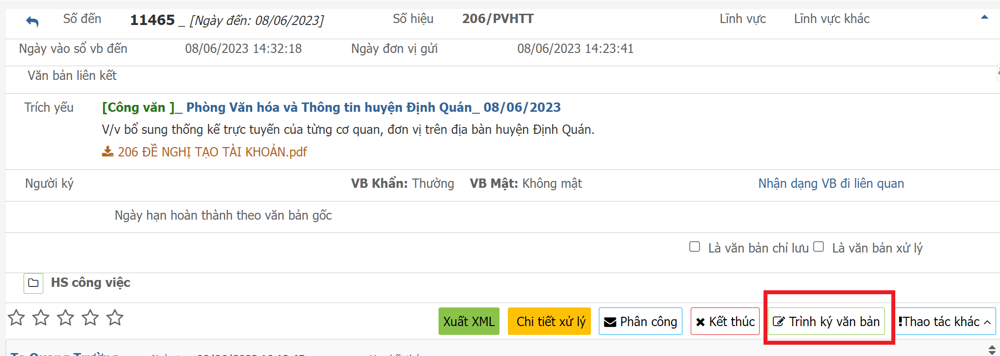 Số đến 11465 _ [Ngày đến: 08/06/2023] Số hiệu 206/PVHTT Lĩnh vực Lĩnh vực khác
Ngày vào sổ vb đến 08/06/2023 14:32:18 Ngày đơn vị gửi 08/06/2023 14:23:41
Văn bản liên kết
Trích yếu [Công văn ]_ Phòng Văn hóa và Thông tin huyện Định Quán_ 08/06/2023
V/v bổ sung thống kế trực tuyến của từng cơ quan, đơn vị trên địa bàn huyện Định Quán.
206 ĐỀ NGHỊ TẠO TÀI KHOẢN.pdf
Người ký VB Khẩn: Thường VB Mật: Không mật Nhận dạng VB đi liên quan
Ngày hạn hoàn thành theo văn bản gốc
Là văn bản chỉ lưu Là văn bản xử lý
HS công việc
Xuất XML Chi tiết xử lý Phân công Kết thúc Trình ký văn bản !Thao tác khác
Tạ Quang Trường